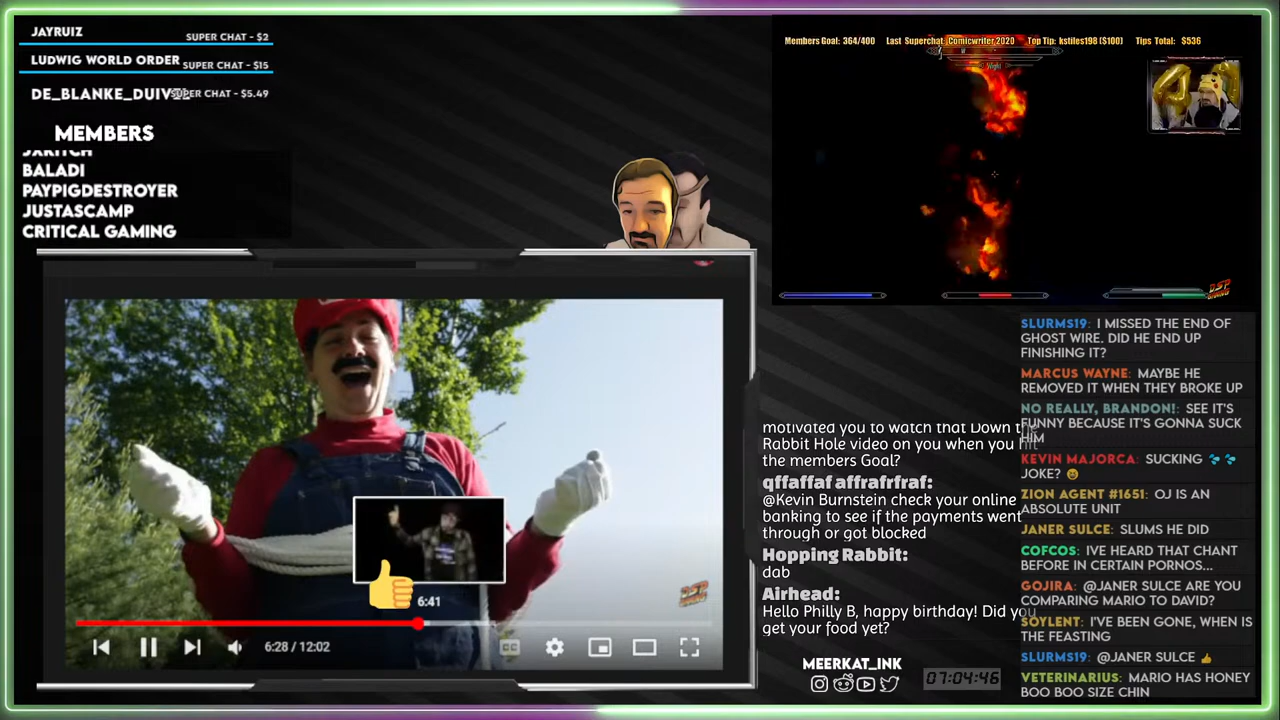 JAYRUIZ
SUPER CHAT - $2
LUDWIG WORLD ORDER
SUPER CHAT - $15
SUPER CHAT - $5.49
MEMBERS
JXRITCH
BALADI
PAYPIGDESTROYER
JUSTASCAMP
CRITICAL GAMING
Members Goal: 364/400 Last Superchat: Comicwriter 2020 Top Tip: kstiles198 ($100) Tips Total: $536
Wight
DSP
GAMING
6:41
6:28 / 12:02
CC
motivated you to watch that Down the
Rabbit Hole video on you when you hit
the members Goal?
qffaffaf affrafrfraf:
@Kevin Burnstein check your online
banking to see if the payments went
through or got blocked
Hopping Rabbit:
dab
Airhead:
Hello Philly B, happy birthday! Did you
get your food yet?
MEERKAT_INK
07:04:46
SLURMS19: I MISSED THE END OF
GHOST WIRE. DID HE END UP
FINISHING IT?
MARCUS WAYNE: MAYBE HE
REMOVED IT WHEN THEY BROKE UP
NO REALLY, BRANDON!: SEE IT'S
FUNNY BECAUSE IT'S GONNA SUCK
HIM
KEVIN MAJORCA: SUCKING 💦 💦
JOKE? 😆
ZION AGENT #1651: OJ IS AN
ABSOLUTE UNIT
JANER SULCE: SLUMS HE DID
COFCOS: IVE HEARD THAT CHANT
BEFORE IN CERTAIN PORNOS...
GOJIRA: @JANER SULCE ARE YOU
COMPARING MARIO TO DAVID?
SOYLENT: I'VE BEEN GONE, WHEN IS
THE FEASTING
SLURMS19: @JANER SULCE 👍
VETERINARIUS: MARIO HAS HONEY
BOO BOO SIZE CHIN